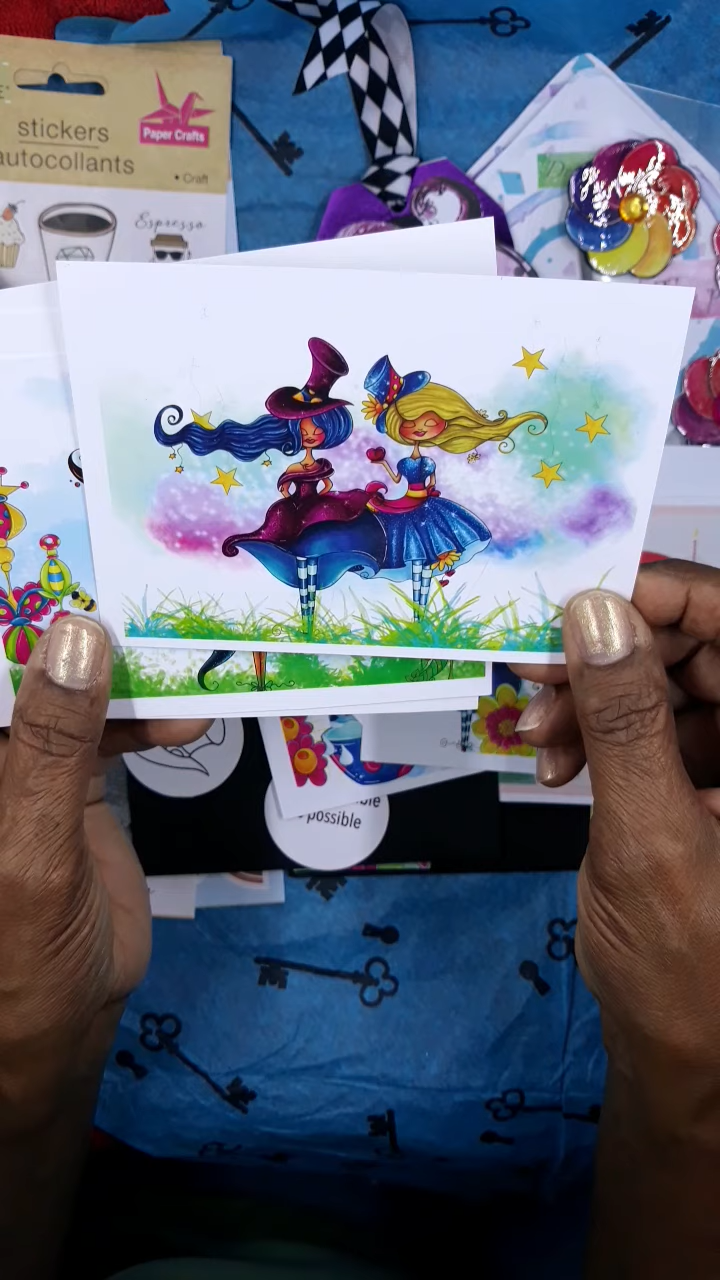 stickers
autocollants
Paper Crafts
• Craft
Espresso
possible